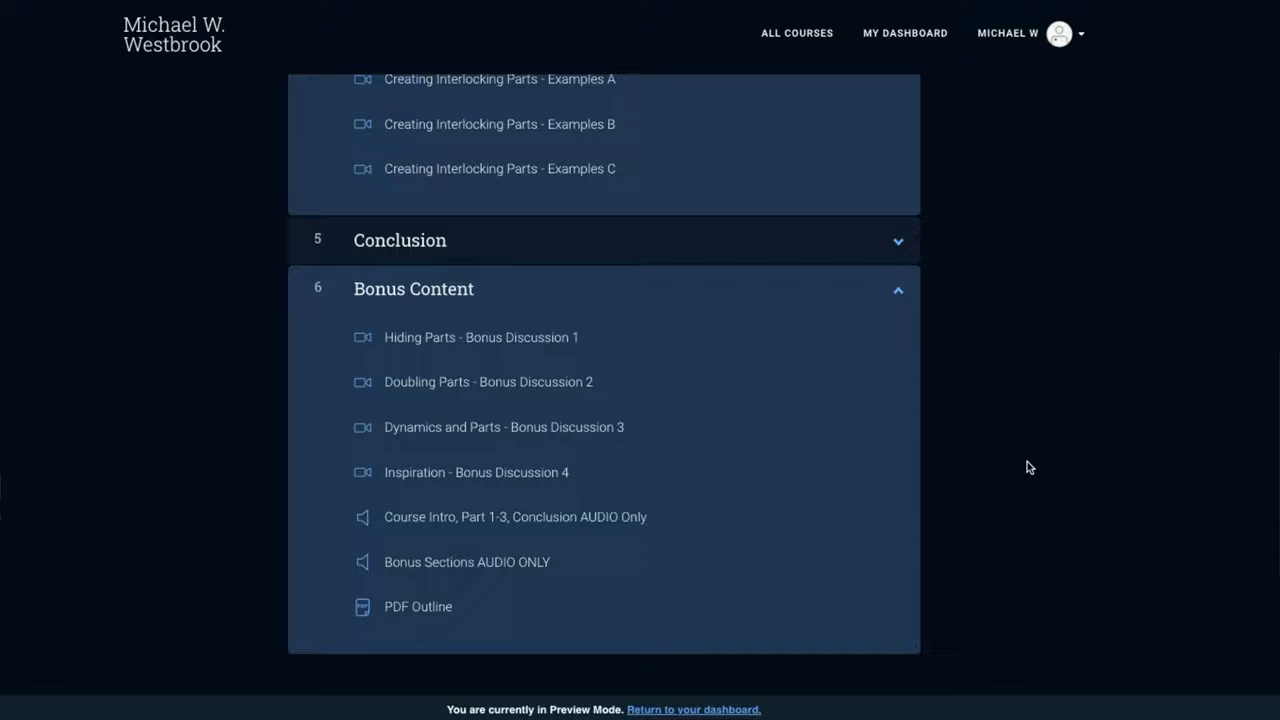 Michael W.
Westbrook
ALL COURSES
MY DASHBOARD
MICHAEL W
Creating Interlocking Parts - Examples A
Creating Interlocking Parts - Examples B
Creating Interlocking Parts - Examples C
5 Conclusion
6 Bonus Content
Hiding Parts - Bonus Discussion 1
Doubling Parts - Bonus Discussion 2
Dynamics and Parts - Bonus Discussion 3
Inspiration - Bonus Discussion 4
Course Intro, Part 1-3, Conclusion AUDIO Only
Bonus Sections AUDIO ONLY
PDF Outline
You are currently in Preview Mode. Return to your dashboard.